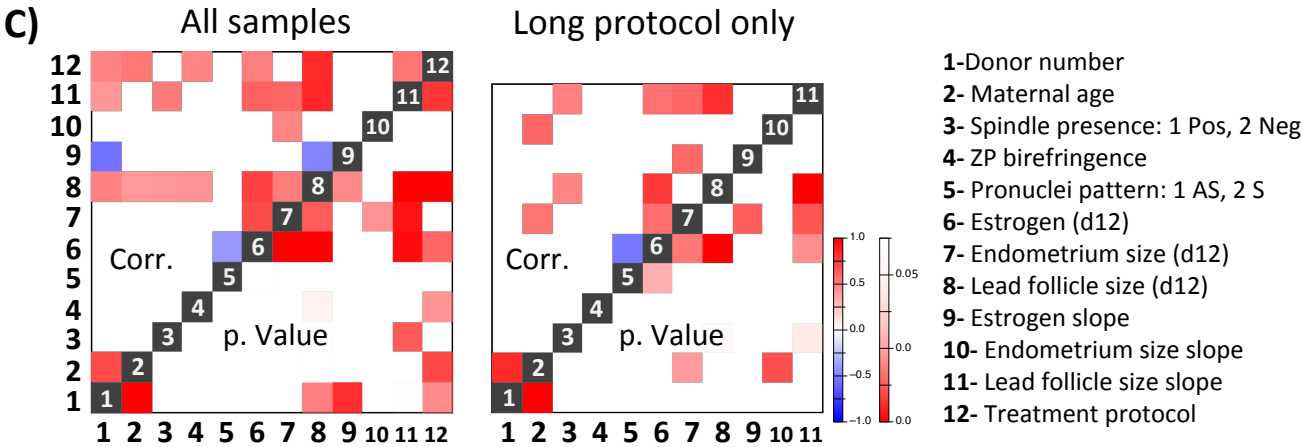 C)
All samples
Long protocol only
12
11
10
9
8
7
6
5
4
3
2
1
12
11
10
9
8
7
6
5
4
3
2
1
Corr.
p. Value
1 2 3 4 5 6 7 8 9 10 11 12
11
10
9
8
7
6
5
4
3
2
1
Corr.
p. Value
1 2 3 4 5 6 7 8 9 10 11
1.0
0.5
0.0
−0.5
−1.0
0.05
0.0
0.0
1-Donor number
2- Maternal age
3- Spindle presence: 1 Pos, 2 Neg
4- ZP birefringence
5- Pronuclei pattern: 1 AS, 2 S
6- Estrogen (d12)
7- Endometrium size (d12)
8- Lead follicle size (d12)
9- Estrogen slope
10- Endometrium size slope
11- Lead follicle size slope
12- Treatment protocol